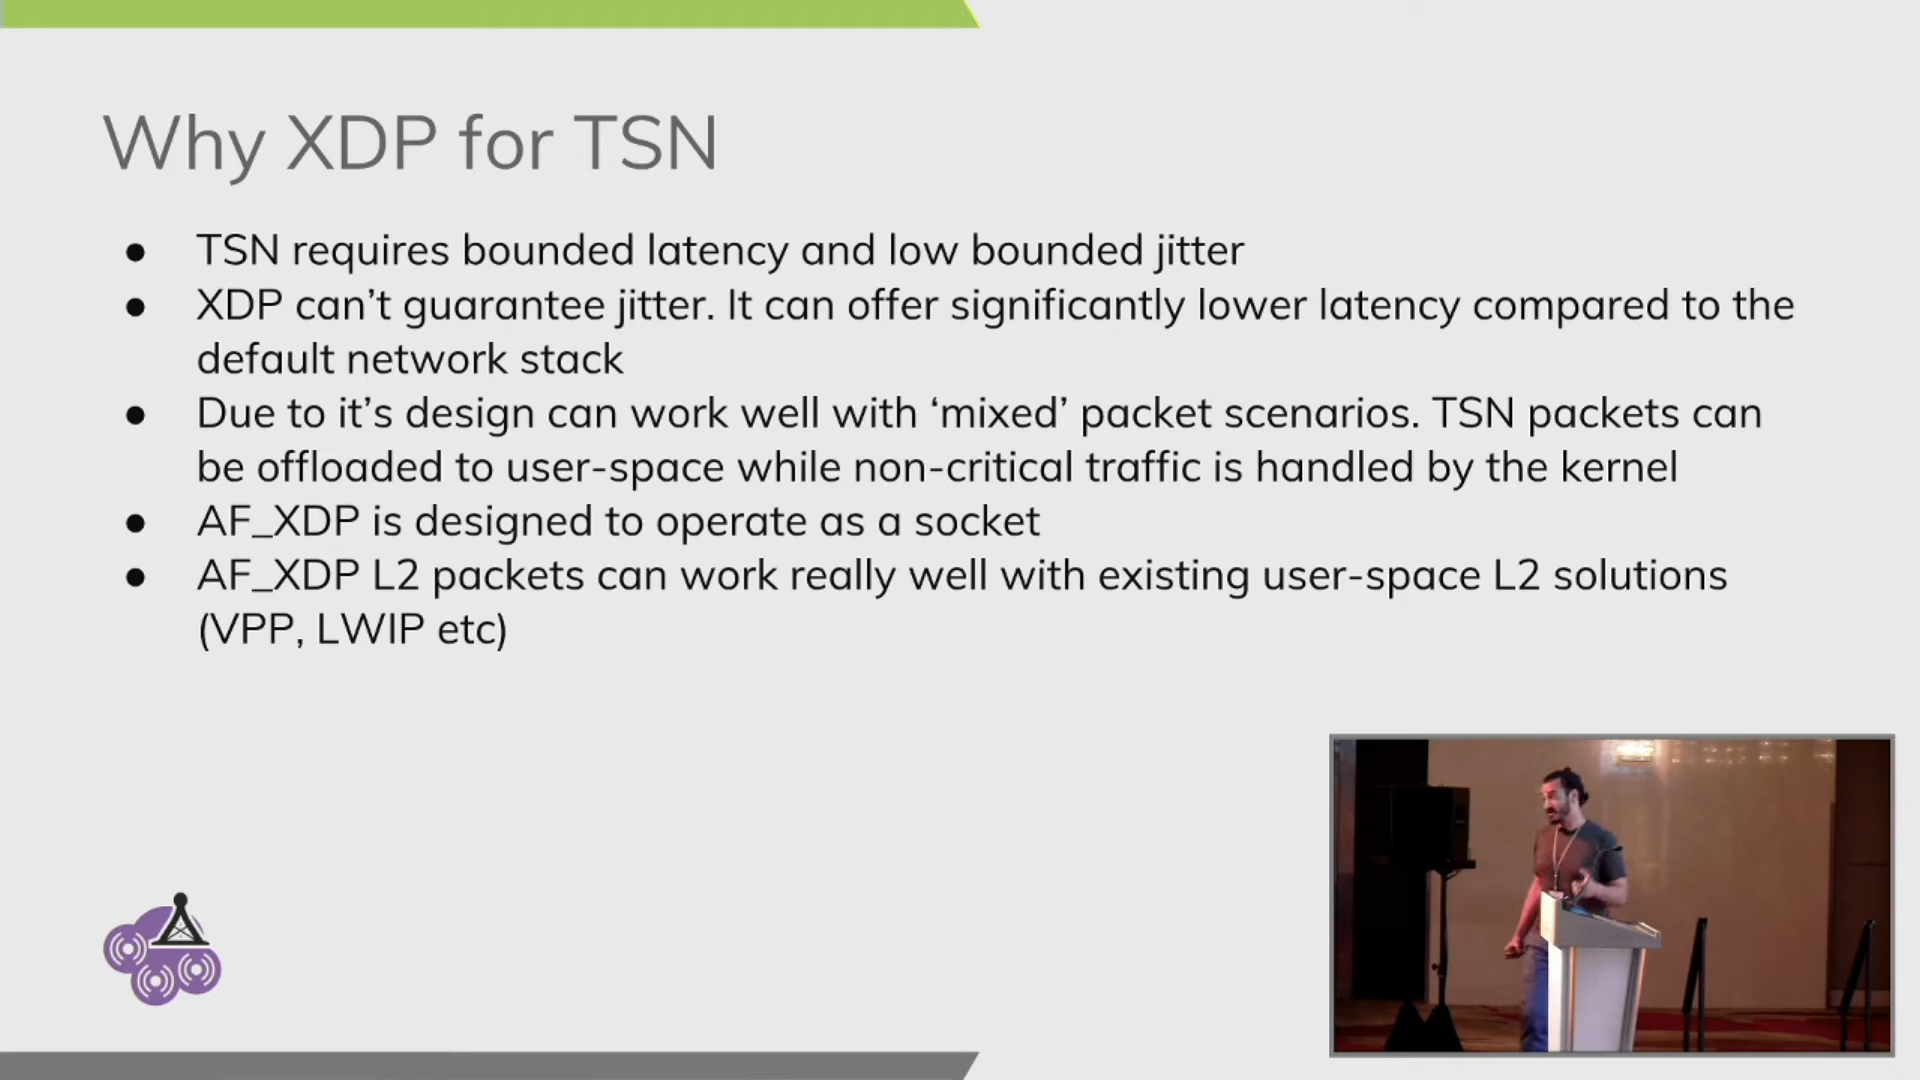 Why XDP for TSN
● TSN requires bounded latency and low bounded jitter
● XDP can’t guarantee jitter. It can offer significantly lower latency compared to the
default network stack
● Due to it’s design can work well with ‘mixed’ packet scenarios. TSN packets can
be offloaded to user-space while non-critical traffic is handled by the kernel
● AF_XDP is designed to operate as a socket
● AF_XDP L2 packets can work really well with existing user-space L2 solutions
(VPP, LWIP etc)